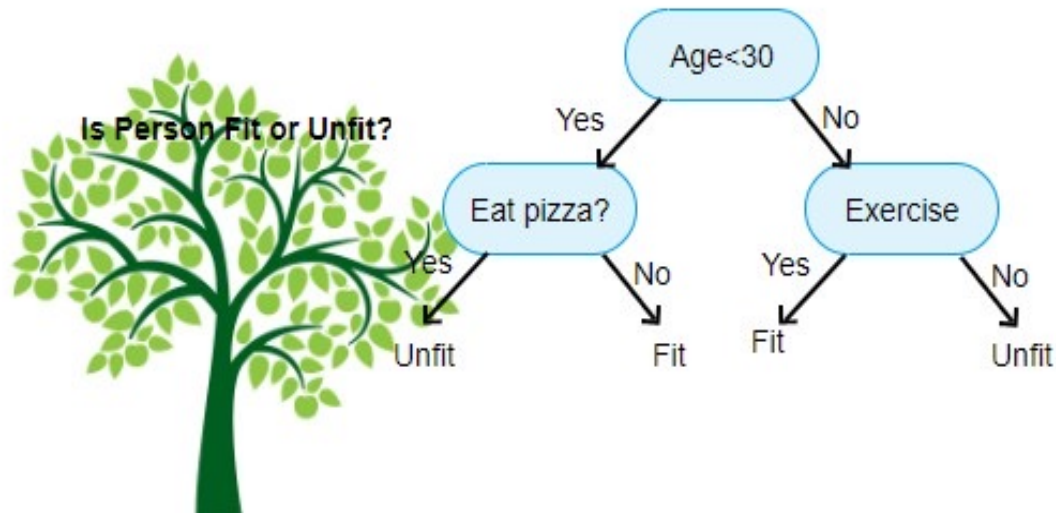 Age<30
Is Person Fit or Unfit?
Yes
No
Eat pizza?
Exercise
Yes
No
Yes
No
Unfit
Fit
Fit
Unfit